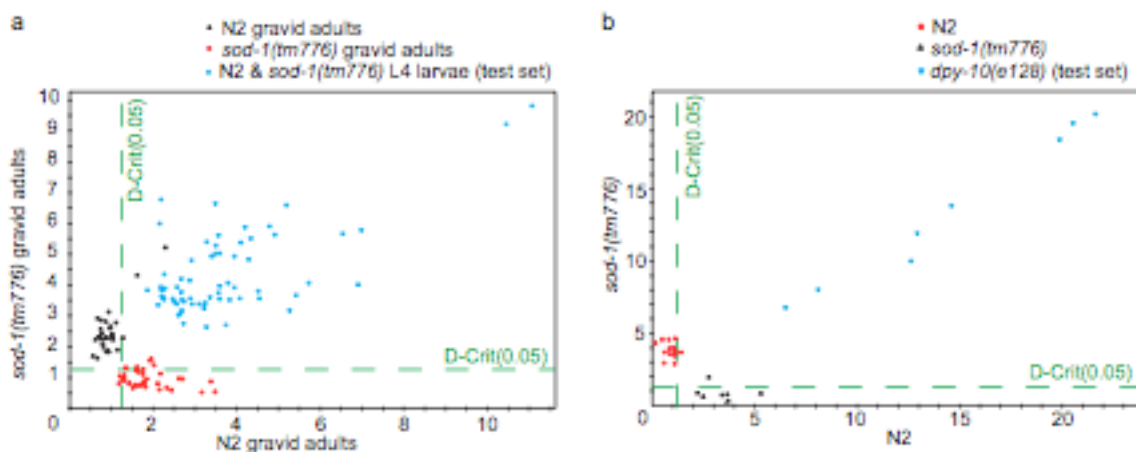 a
N2 gravid adults
sod-1(tm776) gravid adults
N2 & sod-1(tm776) L4 larvae (test set)
10
9
8
7
6
5
4
3
2
1
0
2
4
6
8
10
D-Crit(0.05)
D-Crit(0.05)
sod-1(tm776) gravid adults
N2 gravid adults
b
N2
sod-1(tm776)
dpy-10(e128) (test set)
20
15
10
5
0
0
5
10
15
20
D-Crit(0.05)
D-Crit(0.05)
sod-1(tm776)
N2